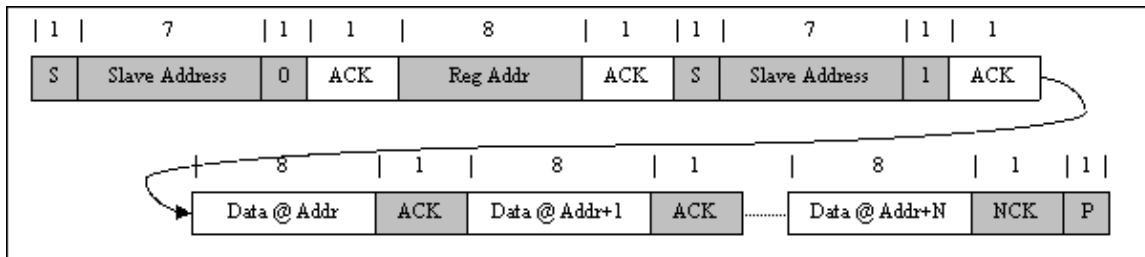 | 1 | 7 | 1 | 1 | 8 | 1 | 1 | 7 | 1 | 1
S Slave Address 0 ACK Reg Addr ACK S Slave Address 1 ACK
| 8 | 1 | 8 | 1 | 8 | 1 | 1 |
Data @ Addr ACK Data @ Addr+1 ACK .......... Data @ Addr+N NCK P